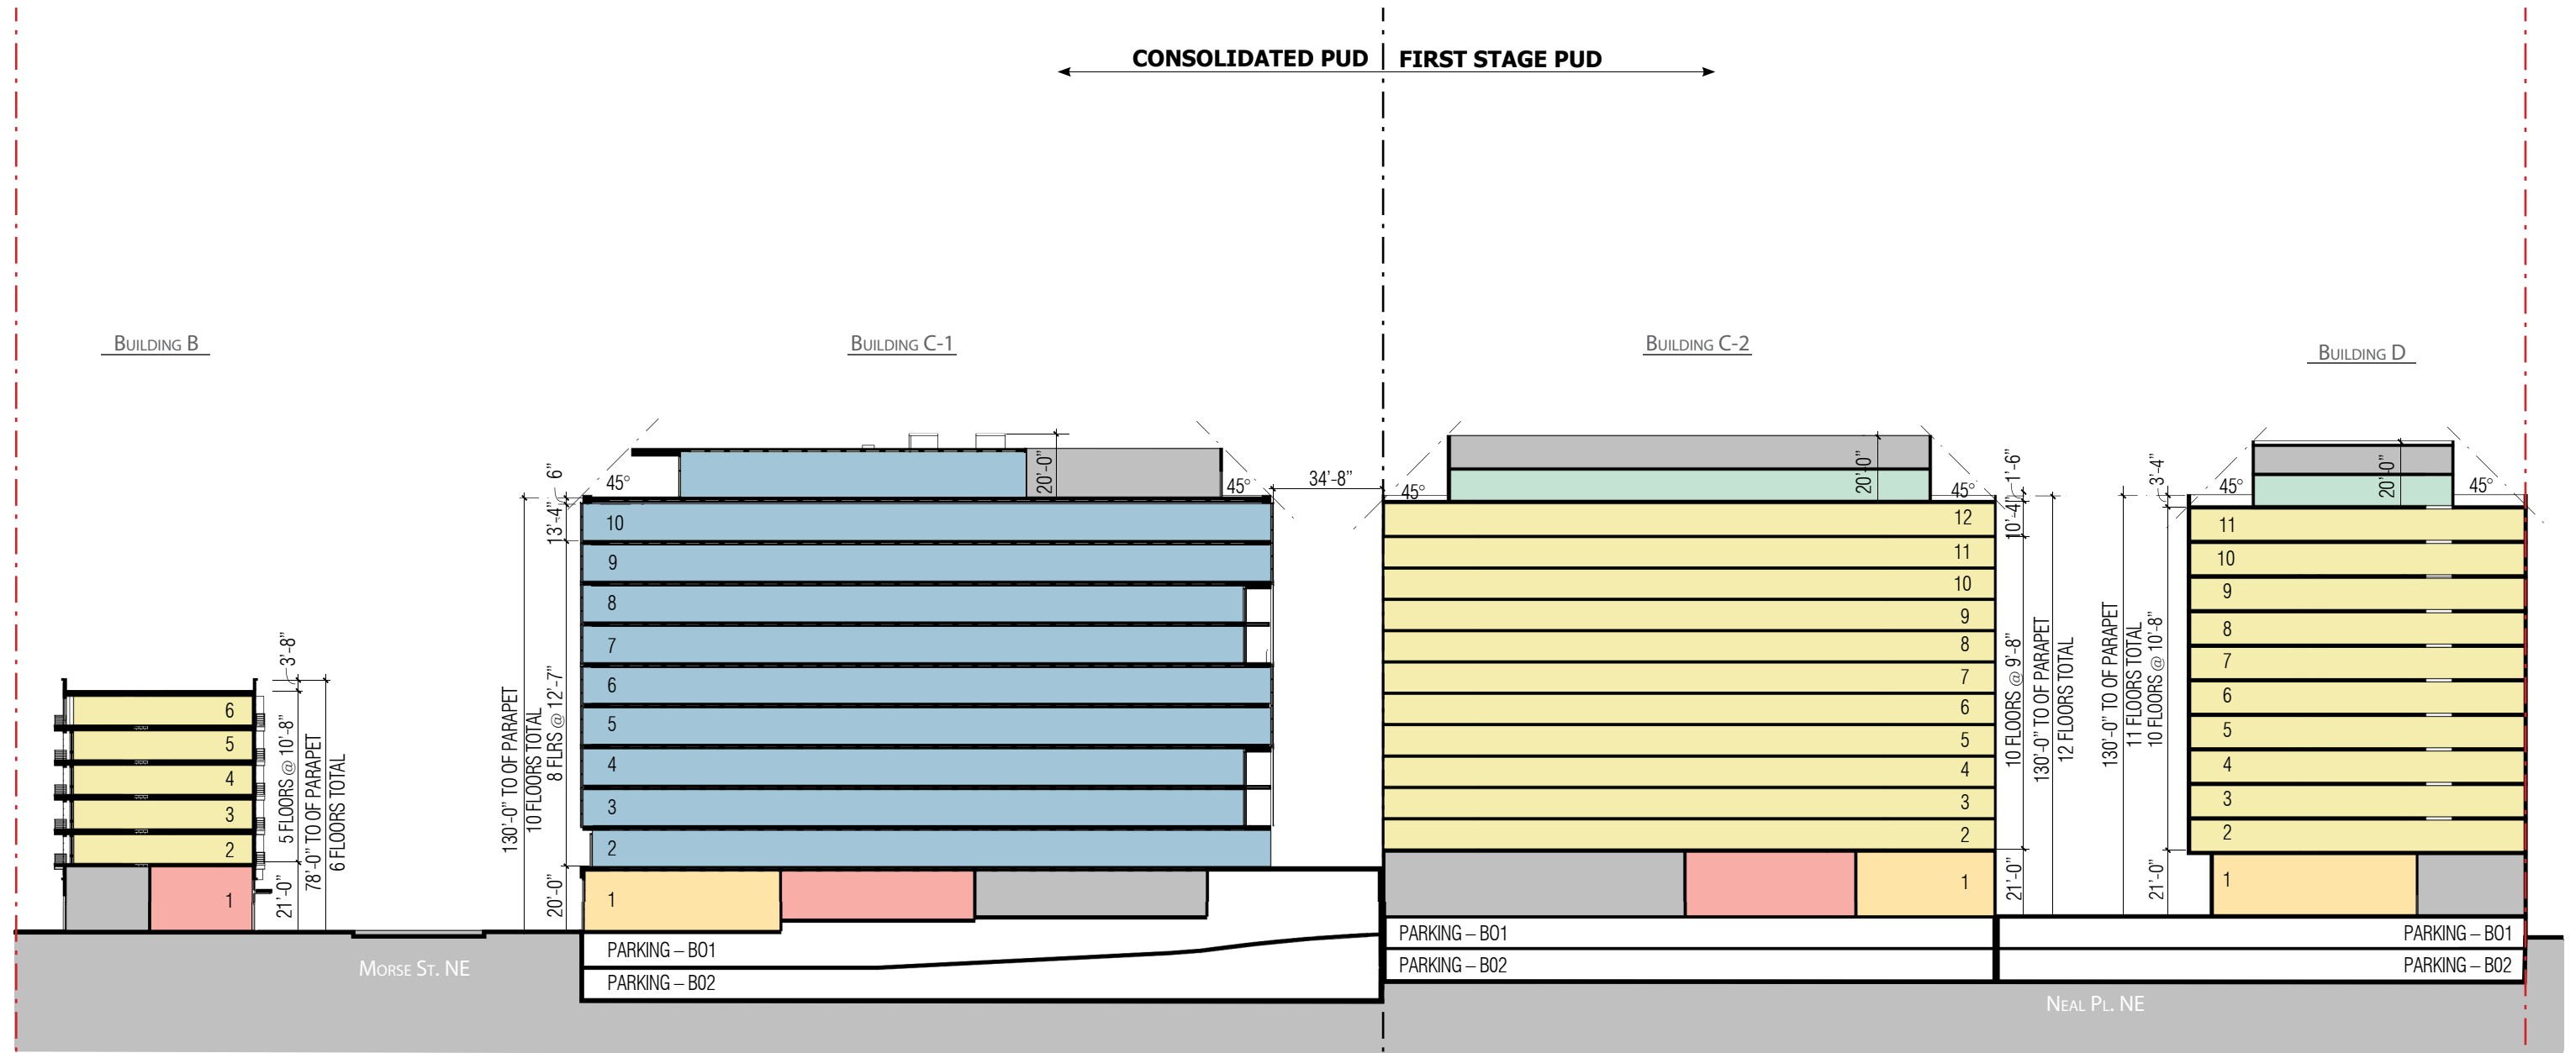 CONSOLIDATED PUD
FIRST STAGE PUD
Building B
Building C-1
Building C-2
Building D
6
5
4
3
2
1
3'-8"
5 FLOORS @ 10'-8"
21'-0"
78'-0" TO OF PARAPET
6 FLOORS TOTAL
Morse St. NE
130'-0" TO OF PARAPET
10 FLOORS TOTAL
6"
13'-4"
8 FLRS @ 12'-7"
20'-0"
45°
20'-0"
45°
34'-8"
10
9
8
7
6
5
4
3
2
1
PARKING – BO1
PARKING – B02
45°
20'-0"
45°
12
11
10
9
8
7
6
5
4
3
2
1
PARKING – BO1
PARKING – B02
1'-6"
10'-4"
10 FLOORS @ 9'-8"
21'-0"
130'-0" TO OF PARAPET
12 FLOORS TOTAL
130'-0" TO OF PARAPET
11 FLOORS TOTAL
10 FLOORS @ 10'-8"
3'-4"
21'-0"
45°
20'-0"
45°
11
10
9
8
7
6
5
4
3
2
1
PARKING – BO1
PARKING – B02
Neal Pl. NE